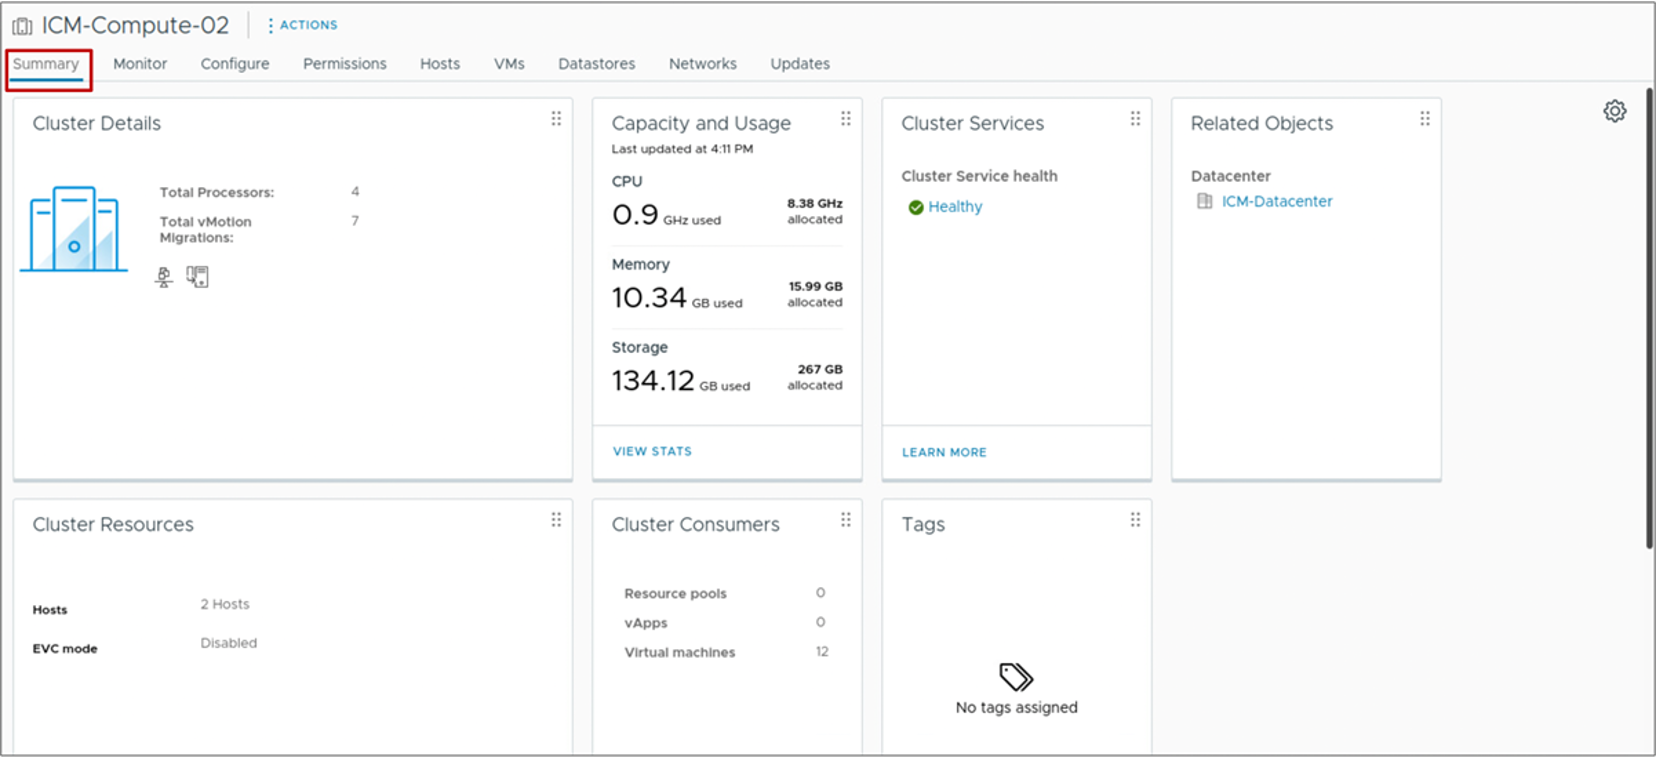 ICM-Compute-02
ACTIONS
Summary Monitor Configure Permissions Hosts VMs Datastores Networks Updates
Cluster Details
Total Processors: 4
Total vMotion
Migrations: 7
Capacity and Usage
Last updated at 4:11 PM
CPU
0.9 GHz used
8.38 GHz
allocated
Memory
10.34 GB used
15.99 GB
allocated
Storage
134.12 GB used
267 GB
allocated
VIEW STATS
Cluster Services
Cluster Service health
Healthy
LEARN MORE
Related Objects
Datacenter
ICM-Datacenter
Cluster Resources
Hosts 2 Hosts
EVC mode Disabled
Cluster Consumers
Resource pools 0
vApps 0
Virtual machines 12
Tags
No tags assigned